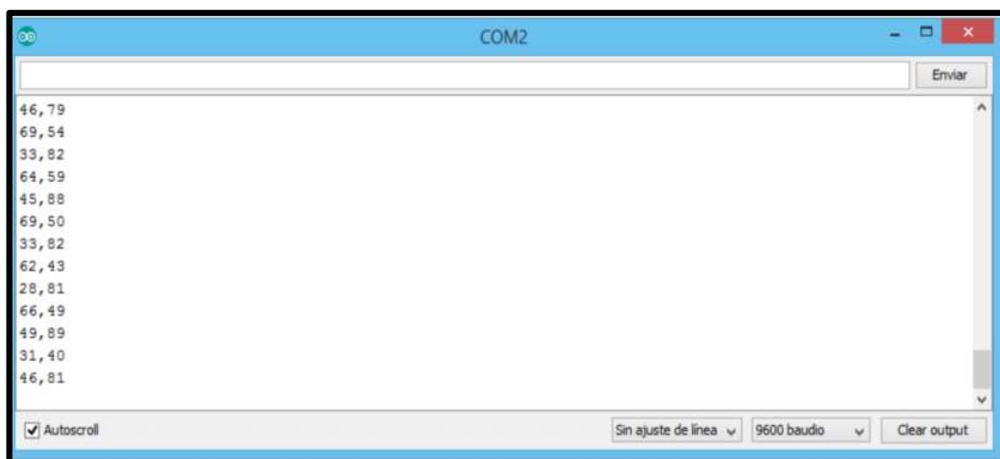 COM2
Enviar
46,79
69,54
33,82
64,59
45,88
69,50
33,82
62,43
28,81
66,49
49,89
31,40
46,81
Autoscroll
Sin ajuste de línea
9600 baudio
Clear output